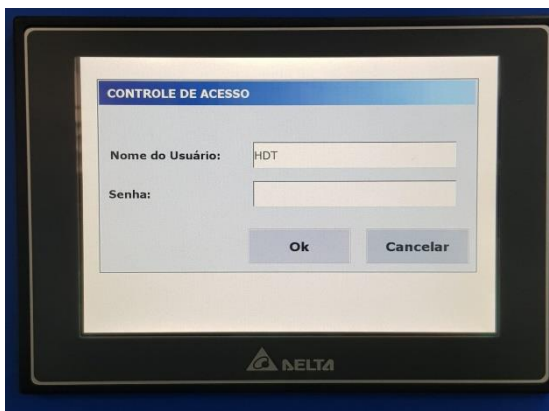 CONTROLE DE ACESSO
Nome do Usuário: HDT
Senha:
Ok Cancelar
DELTA